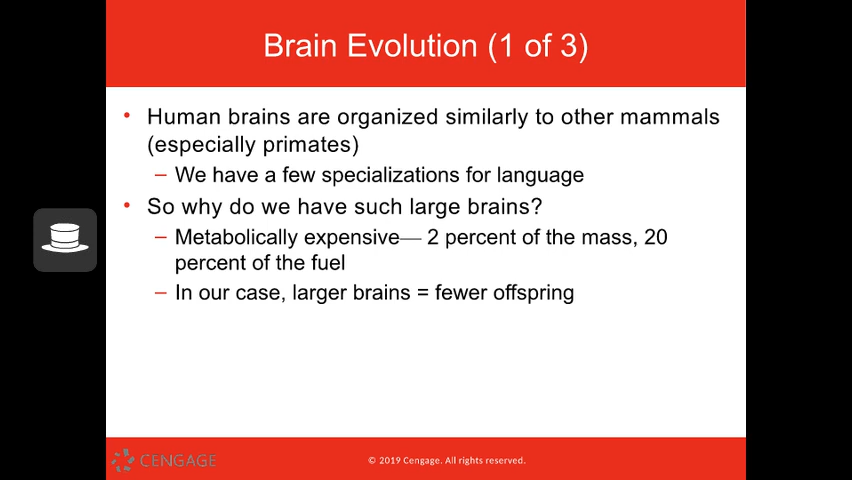 Brain Evolution (1 of 3)
• Human brains are organized similarly to other mammals
(especially primates)
– We have a few specializations for language
• So why do we have such large brains?
– Metabolically expensive— 2 percent of the mass, 20
percent of the fuel
– In our case, larger brains = fewer offspring
CENGAGE
© 2019 Cengage. All rights reserved.